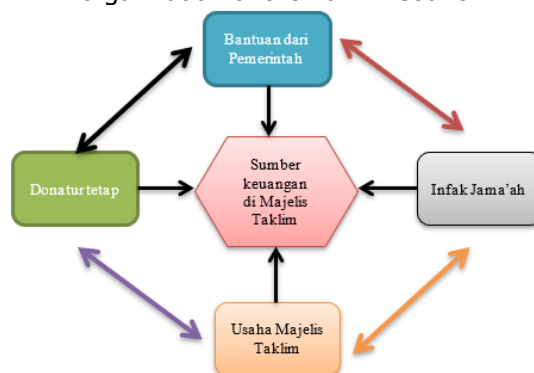 Bantuan dari
Pemerintah
Donatur tetap
Sumber
keuangan
di Majelis
Taklim
Infak Jama'ah
Usaha Majelis
Taklim